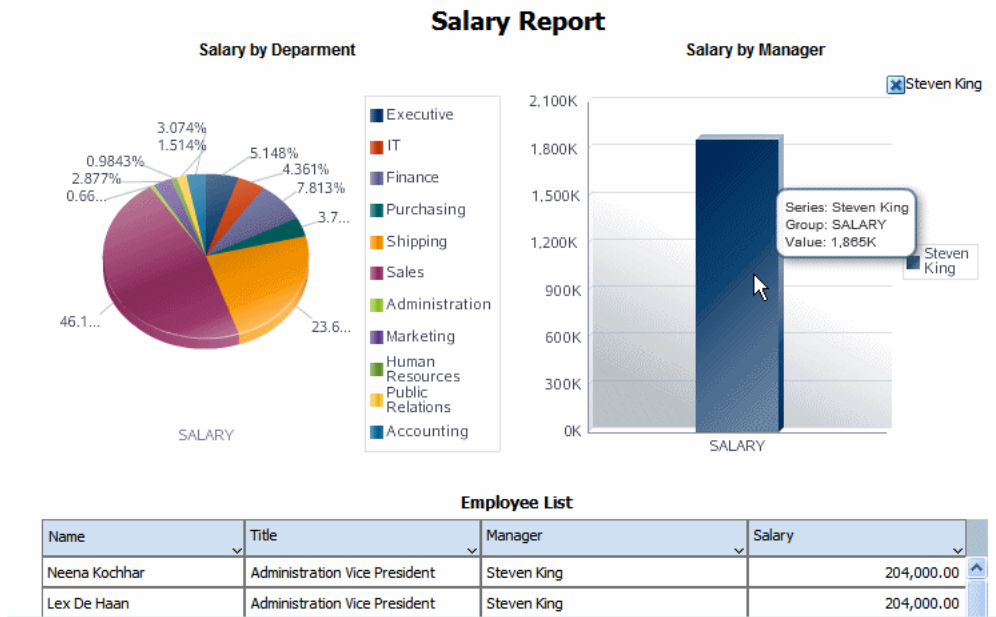 Salary Report
Salary by Deparment
Salary by Manager
Steven King
3.074%
1.514%
0.9843%
2.877%
0.66...
5.148%
4.361%
7.813%
3.7...
46.1...
23.6...
SALARY
Executive
IT
Finance
Purchasing
Shipping
Sales
Administration
Marketing
Human
Resources
Public
Relations
Accounting
2,100K
1,800K
1,500K
1,200K
900K
600K
300K
0K
SALARY
Series: Steven King
Group: SALARY
Value: 1,865K
Steven
King
Employee List
Name Title Manager Salary
Neena Kochhar Administration Vice President Steven King 204,000.00
Lex De Haan Administration Vice President Steven King 204,000.00